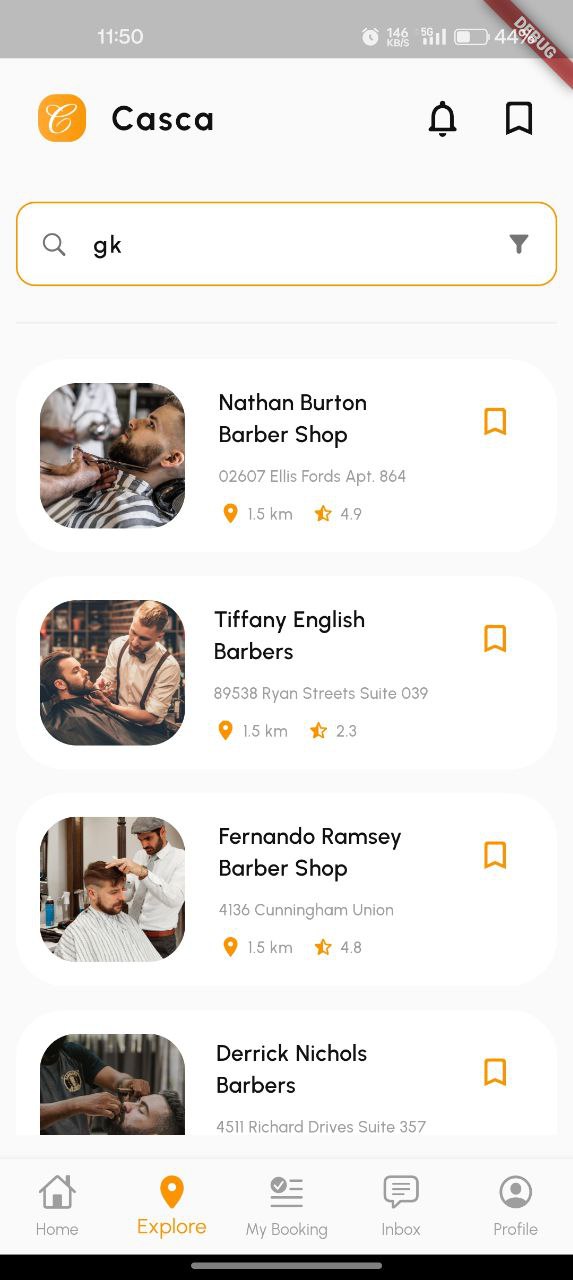 11:50
146
KB/S
5G
44%
DEBUG
Casca
gk
Nathan Burton
Barber Shop
02607 Ellis Fords Apt. 864
1.5 km 4.9
Tiffany English
Barbers
89538 Ryan Streets Suite 039
1.5 km 2.3
Fernando Ramsey
Barber Shop
4136 Cunningham Union
1.5 km 4.8
Derrick Nichols
Barbers
4511 Richard Drives Suite 357
Home Explore My Booking Inbox Profile